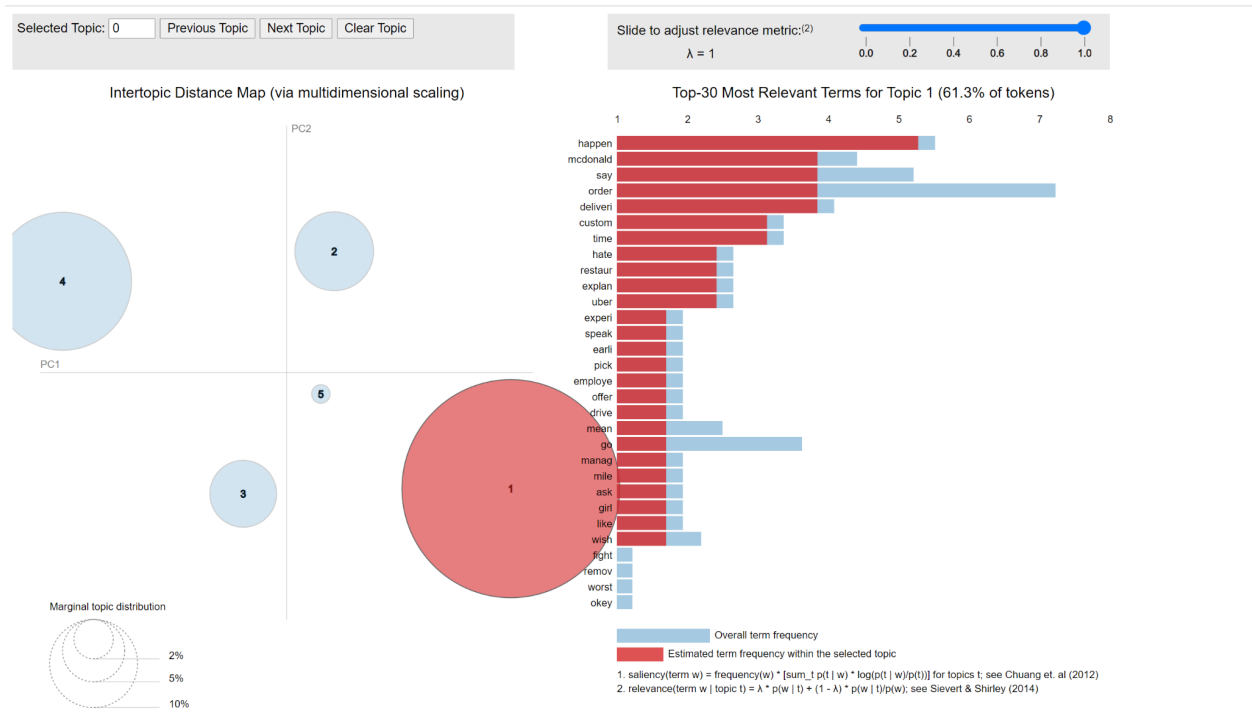 Selected Topic: 0 Previous Topic Next Topic Clear Topic
Slide to adjust relevance metric:(2)
λ = 1
0.0 0.2 0.4 0.6 0.8 1.0
Intertopic Distance Map (via multidimensional scaling)
PC2
PC1
4
2
5
3
1
Marginal topic distribution
2%
5%
10%
Top-30 Most Relevant Terms for Topic 1 (61.3% of tokens)
1 2 3 4 5 6 7 8
happen
mcdonald
say
order
deliveri
custom
time
hate
restaur
explan
uber
experi
speak
earli
pick
employe
offer
drive
mean
go
manag
mile
ask
girl
like
wish
fight
remov
worst
okey
Overall term frequency
Estimated term frequency within the selected topic
1. saliency(term w) = frequency(w) * [sum_t p(t | w) * log(p(t | w)/p(t))] for topics t; see Chuang et. al (2012)
2. relevance(term w | topic t) = λ * p(w | t) + (1 - λ) * p(w | t)/p(w); see Sievert & Shirley (2014)